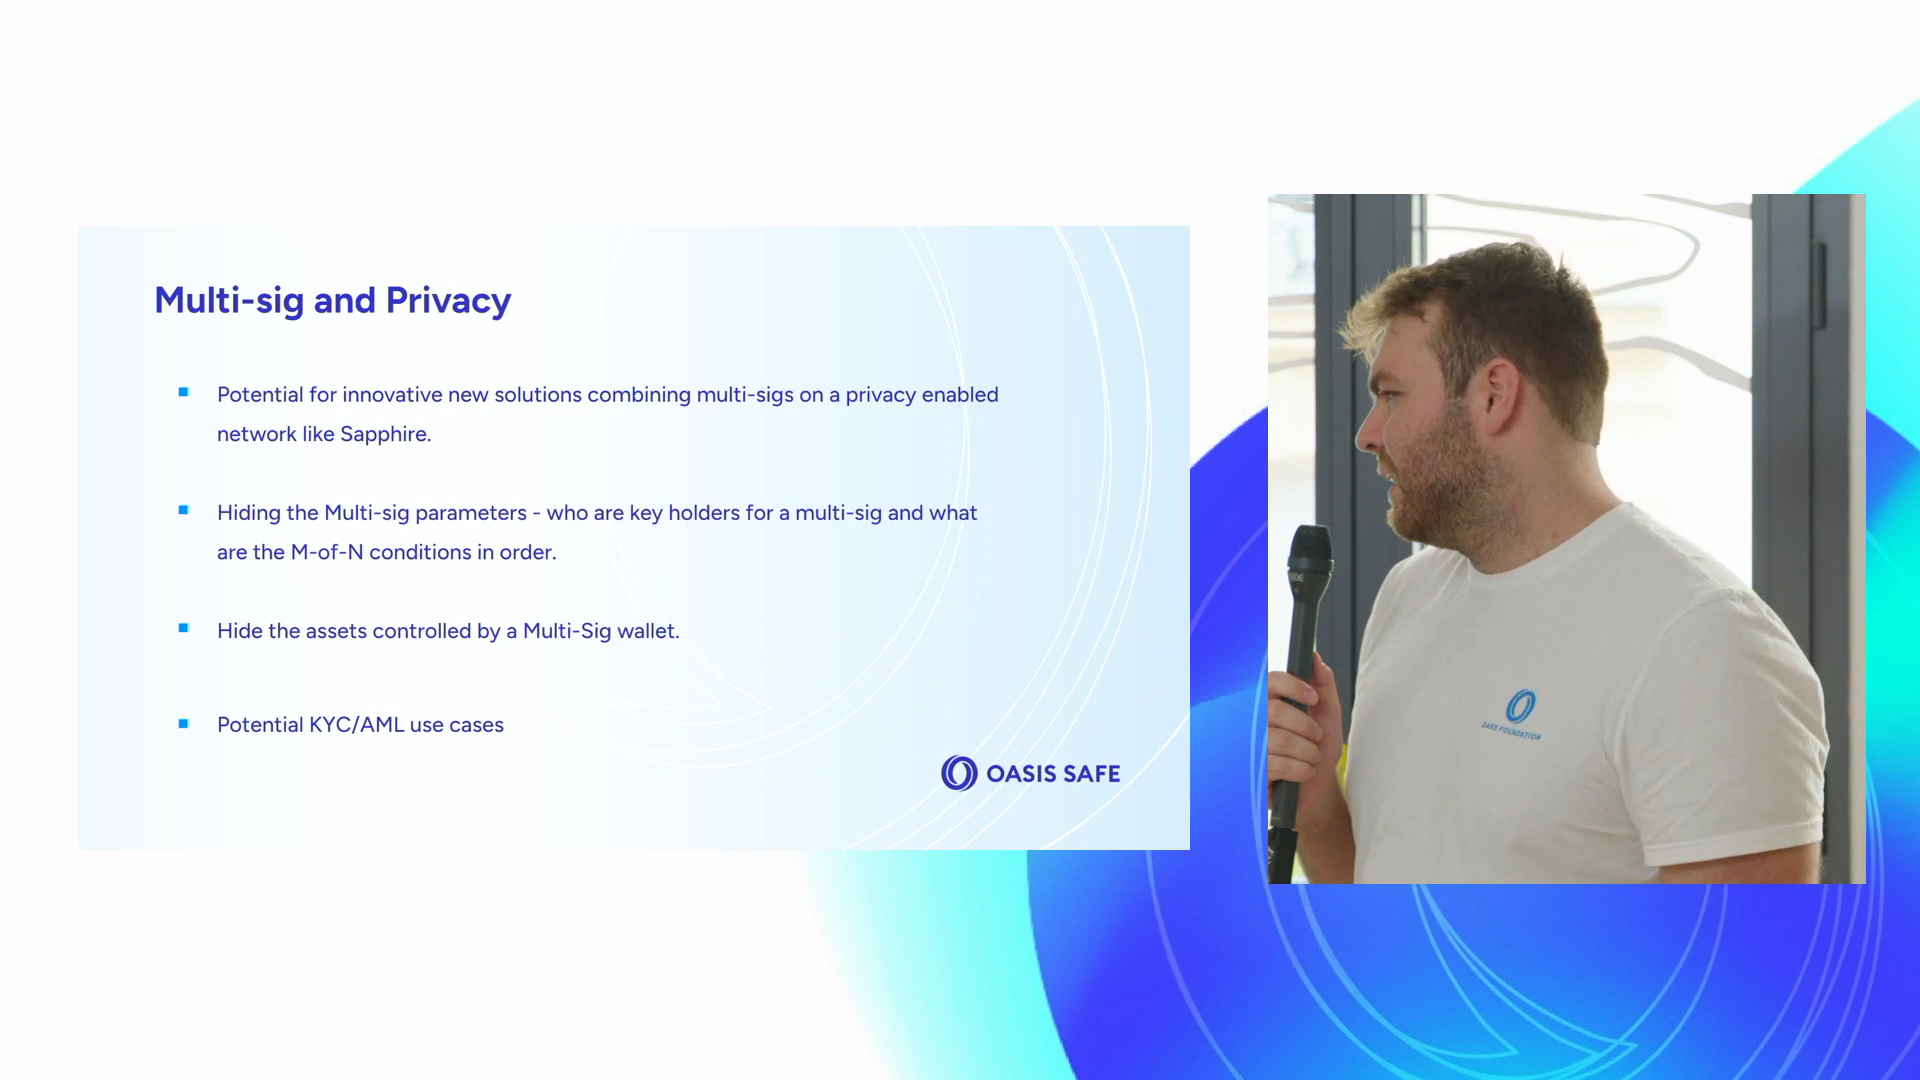 Multi-sig and Privacy
Potential for innovative new solutions combining multi-sigs on a privacy enabled
network like Sapphire.
Hiding the Multi-sig parameters - who are key holders for a multi-sig and what
are the M-of-N conditions in order.
Hide the assets controlled by a Multi-Sig wallet.
Potential KYC/AML use cases
OASIS SAFE
OASIS FOUNDATION